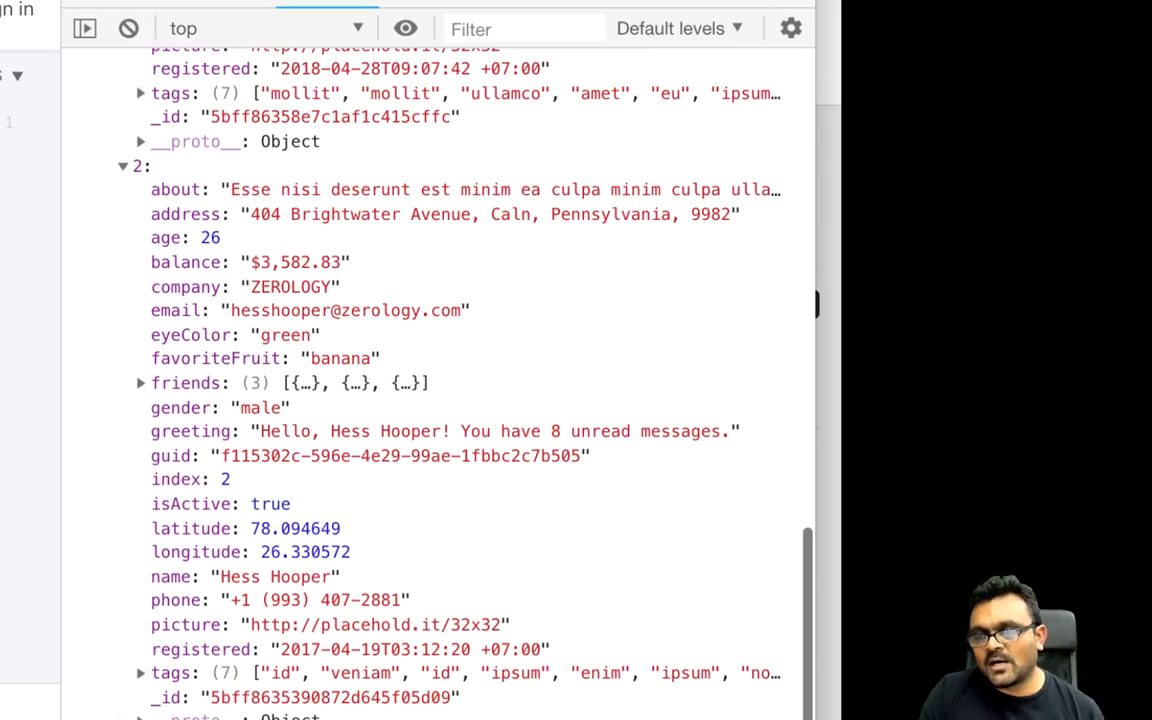 n in
top
Filter
Default levels
picture: "http://placehold.it/32x32"
registered: "2018-04-28T09:07:42 +07:00"
tags: (7) ["mollit", "mollit", "ullamco", "amet", "eu", "ipsum…
_id: "5bff86358e7c1af1c415cffc"
__proto__: Object
1
2:
about: "Esse nisi deserunt est minim ea culpa minim culpa ulla…
address: "404 Brightwater Avenue, Caln, Pennsylvania, 9982"
age: 26
balance: "$3,582.83"
company: "ZEROLOGY"
email: "hesshooper@zerology.com"
eyeColor: "green"
favoriteFruit: "banana"
friends: (3) [{…}, {…}, {…}]
gender: "male"
greeting: "Hello, Hess Hooper! You have 8 unread messages."
guid: "f115302c-596e-4e29-99ae-1fbbc2c7b505"
index: 2
isActive: true
latitude: 78.094649
longitude: 26.330572
name: "Hess Hooper"
phone: "+1 (993) 407-2881"
picture: "http://placehold.it/32x32"
registered: "2017-04-19T03:12:20 +07:00"
tags: (7) ["id", "veniam", "id", "ipsum", "enim", "ipsum", "no…
_id: "5bff8635390872d645f05d09"
__proto__: Object